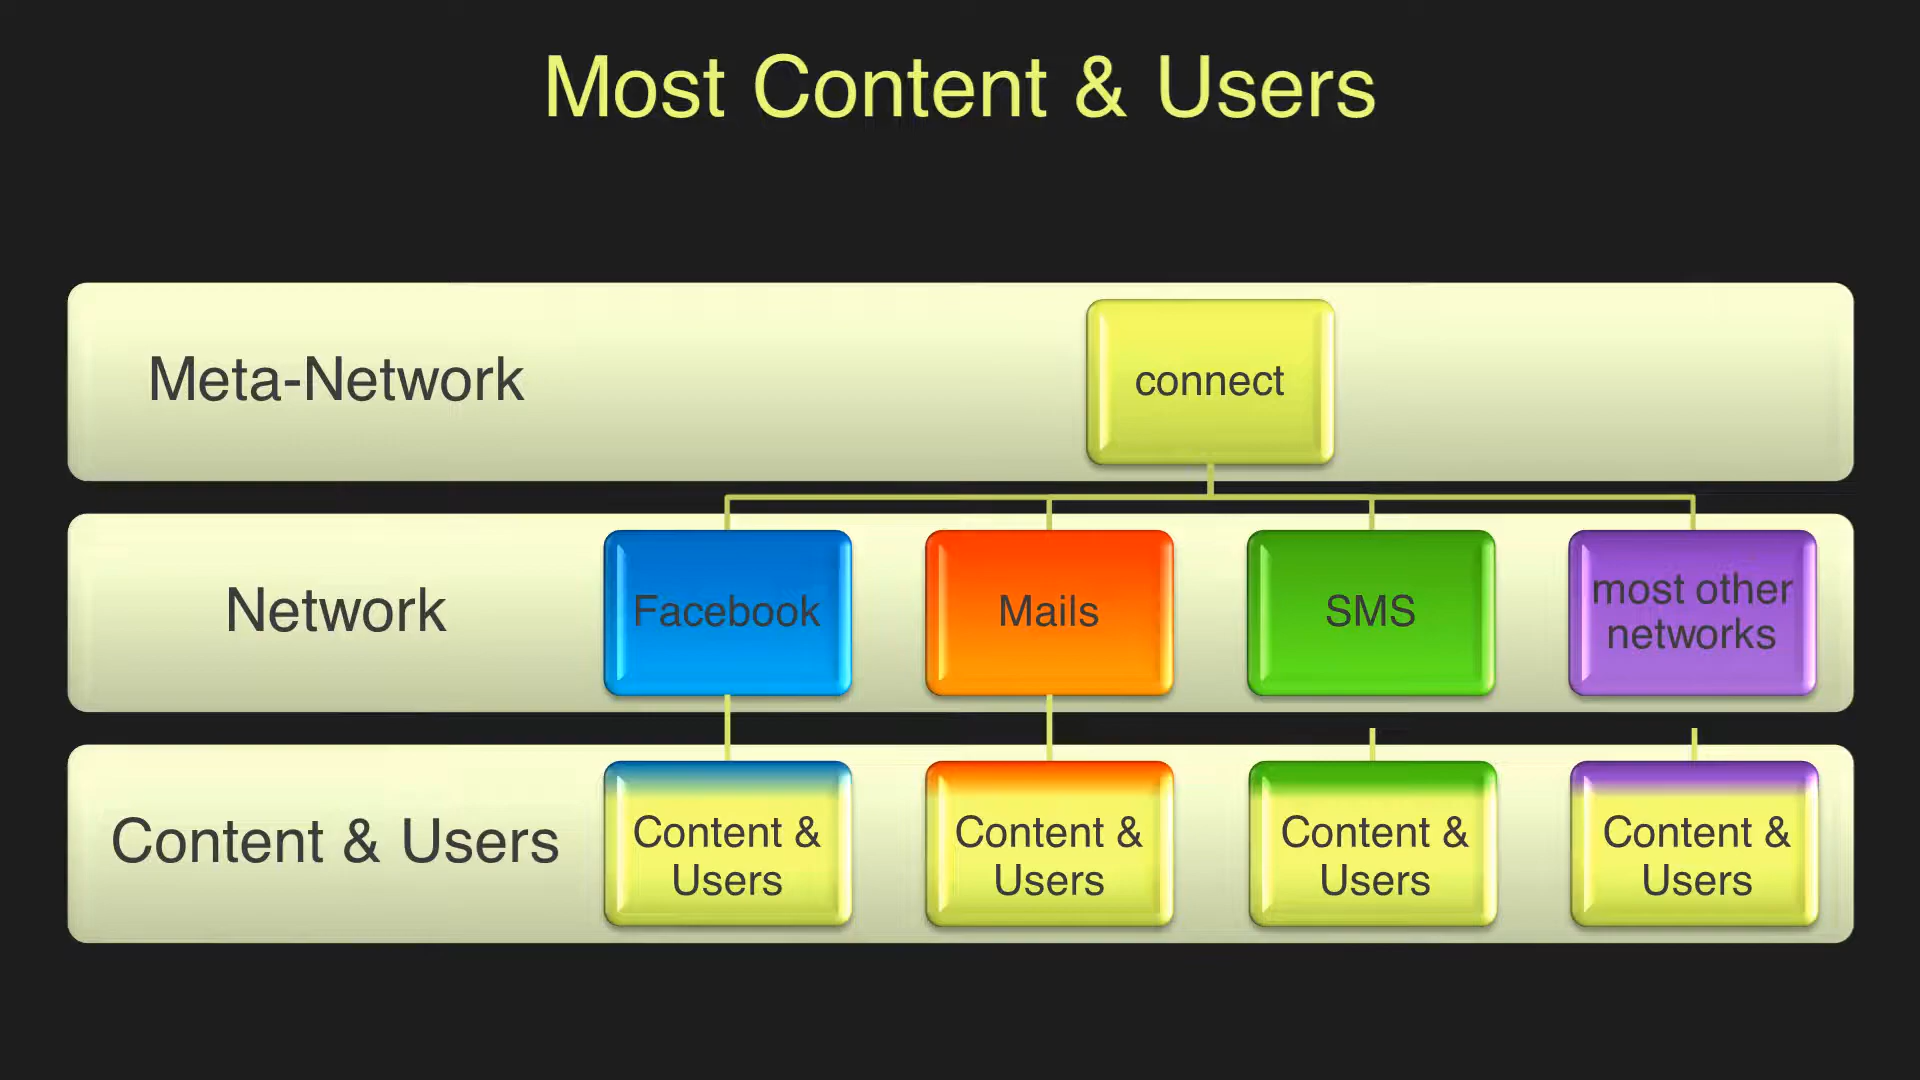 Most Content & Users
Meta-Network
connect
Network
Facebook
Mails
SMS
most other
networks
Content & Users
Content &
Users
Content &
Users
Content &
Users
Content &
Users